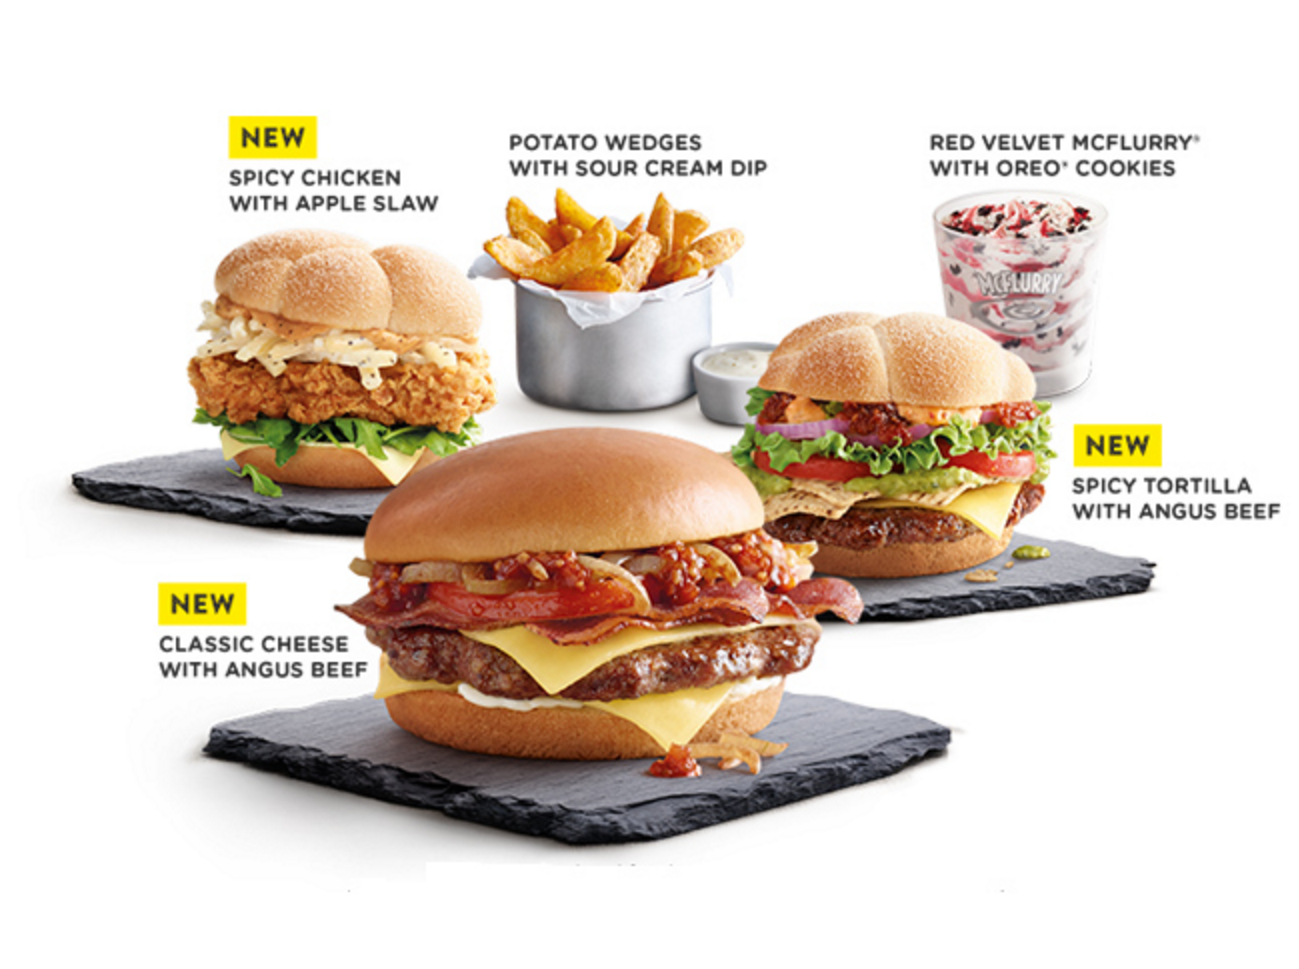 NEW
SPICY CHICKEN
WITH APPLE SLAW
POTATO WEDGES
WITH SOUR CREAM DIP
RED VELVET MCFLURRY®
WITH OREO® COOKIES
MCFLURRY
NEW
SPICY TORTILLA
WITH ANGUS BEEF
NEW
CLASSIC CHEESE
WITH ANGUS BEEF